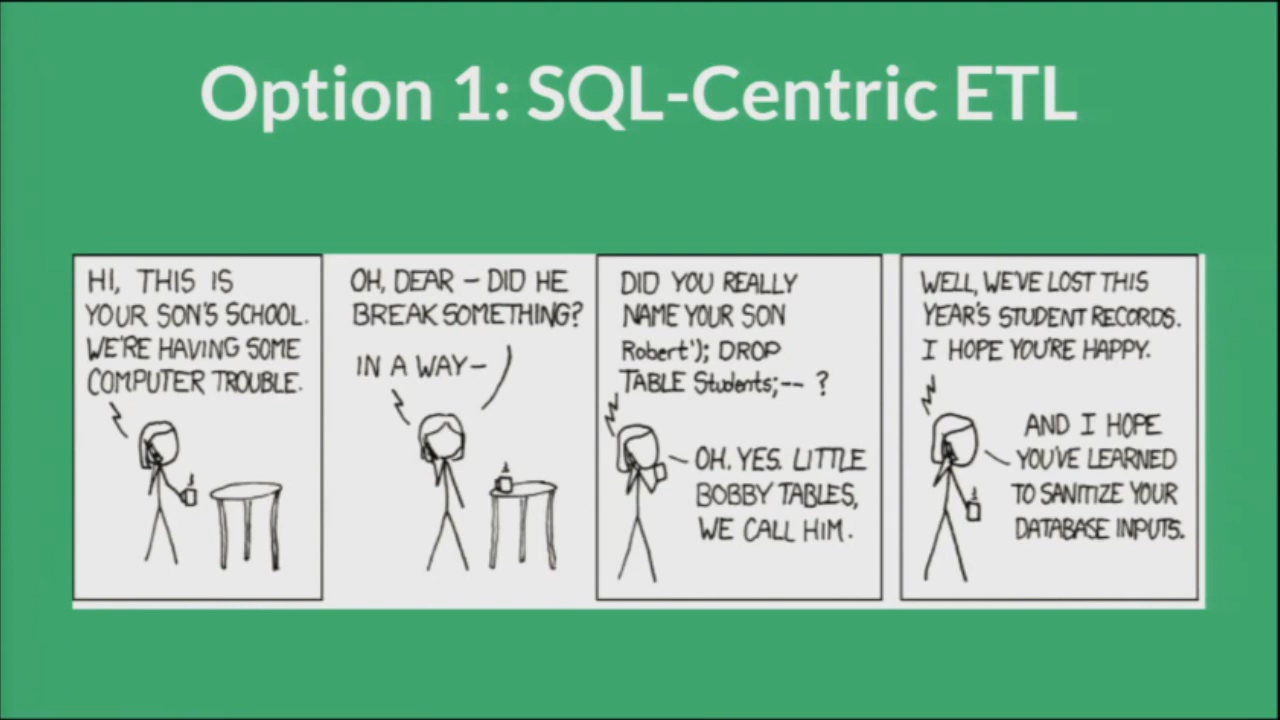 Option 1: SQL-Centric ETL
HI, THIS IS
YOUR SON'S SCHOOL.
WE'RE HAVING SOME
COMPUTER TROUBLE.
OH, DEAR – DID HE
BREAK SOMETHING?
IN A WAY–
DID YOU REALLY
NAME YOUR SON
Robert'); DROP
TABLE Students;-- ?
OH, YES. LITTLE
BOBBY TABLES,
WE CALL HIM.
WELL, WE'VE LOST THIS
YEAR'S STUDENT RECORDS.
I HOPE YOU'RE HAPPY.
AND I HOPE
YOU'VE LEARNED
TO SANITIZE YOUR
DATABASE INPUTS.